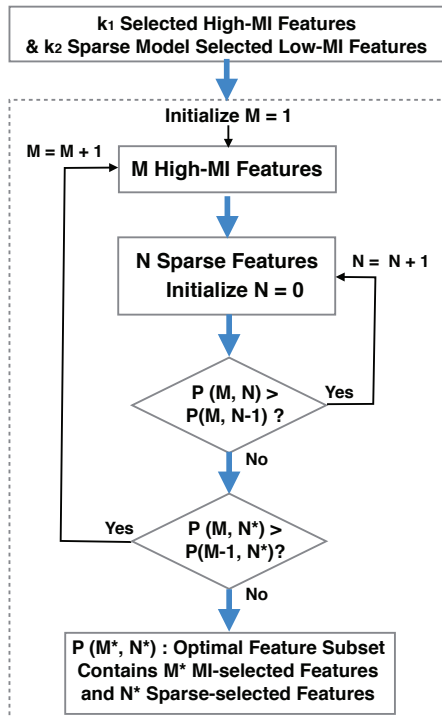 k₁ Selected High-MI Features
& k₂ Sparse Model Selected Low-MI Features
Initialize M = 1
M = M + 1
M High-MI Features
N Sparse Features
Initialize N = 0
N = N + 1
P (M, N) >
P(M, N-1) ?
Yes
No
Yes
P (M, N*) >
P(M-1, N*)?
No
P (M*, N*) : Optimal Feature Subset
Contains M* MI-selected Features
and N* Sparse-selected Features